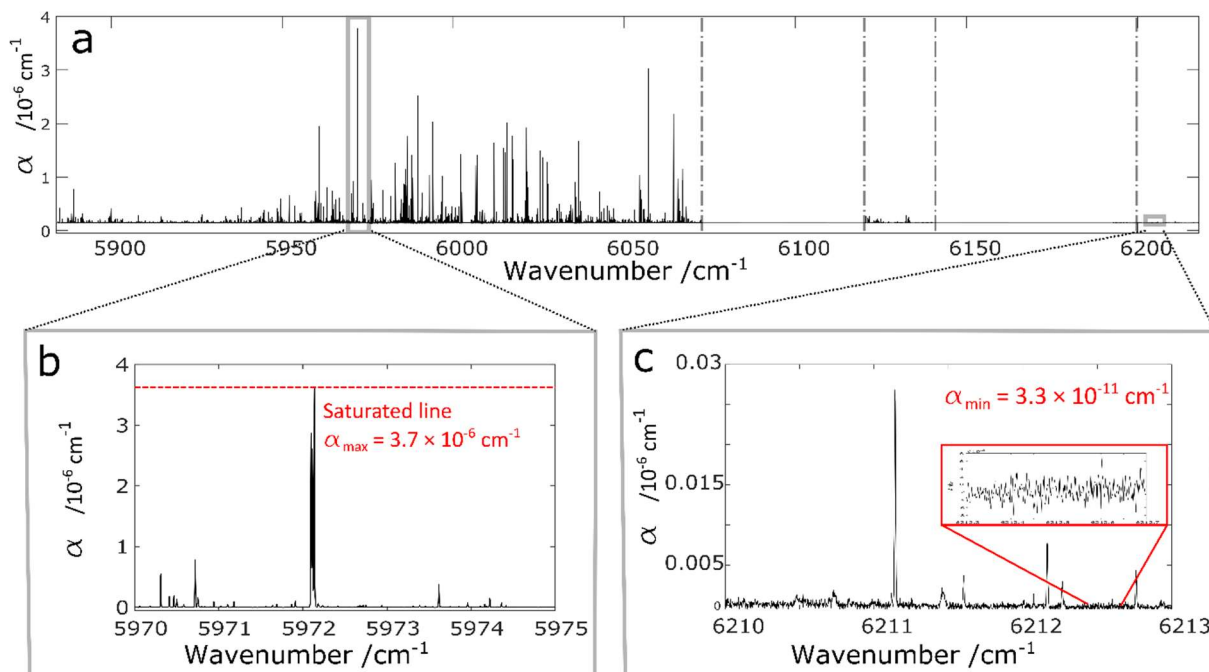 a
4
3
2
1
0
α /10⁻⁶ cm⁻¹
5900 5950 6000 6050 6100 6150 6200
Wavenumber /cm⁻¹
b
4
3
2
1
0
α /10⁻⁶ cm⁻¹
Saturated line
αmax = 3.7 × 10⁻⁶ cm⁻¹
5970 5971 5972 5973 5974 5975
Wavenumber /cm⁻¹
c
0.03
0.015
0.005
0
α /10⁻⁶ cm⁻¹
αmin = 3.3 × 10⁻¹¹ cm⁻¹
6210 6211 6212 6213
Wavenumber /cm⁻¹